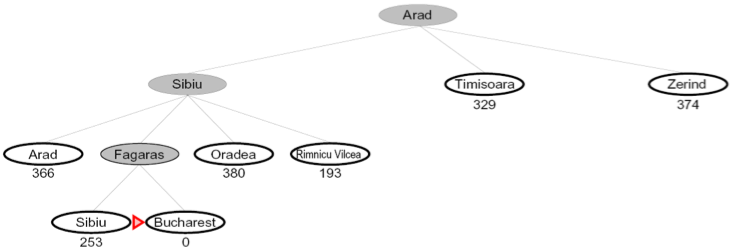 Arad
Sibiu
Timisoara
Zerind
329
374
Arad
Fagaras
Oradea
Rimnicu Vilcea
366
380
193
Sibiu
Bucharest
253
0